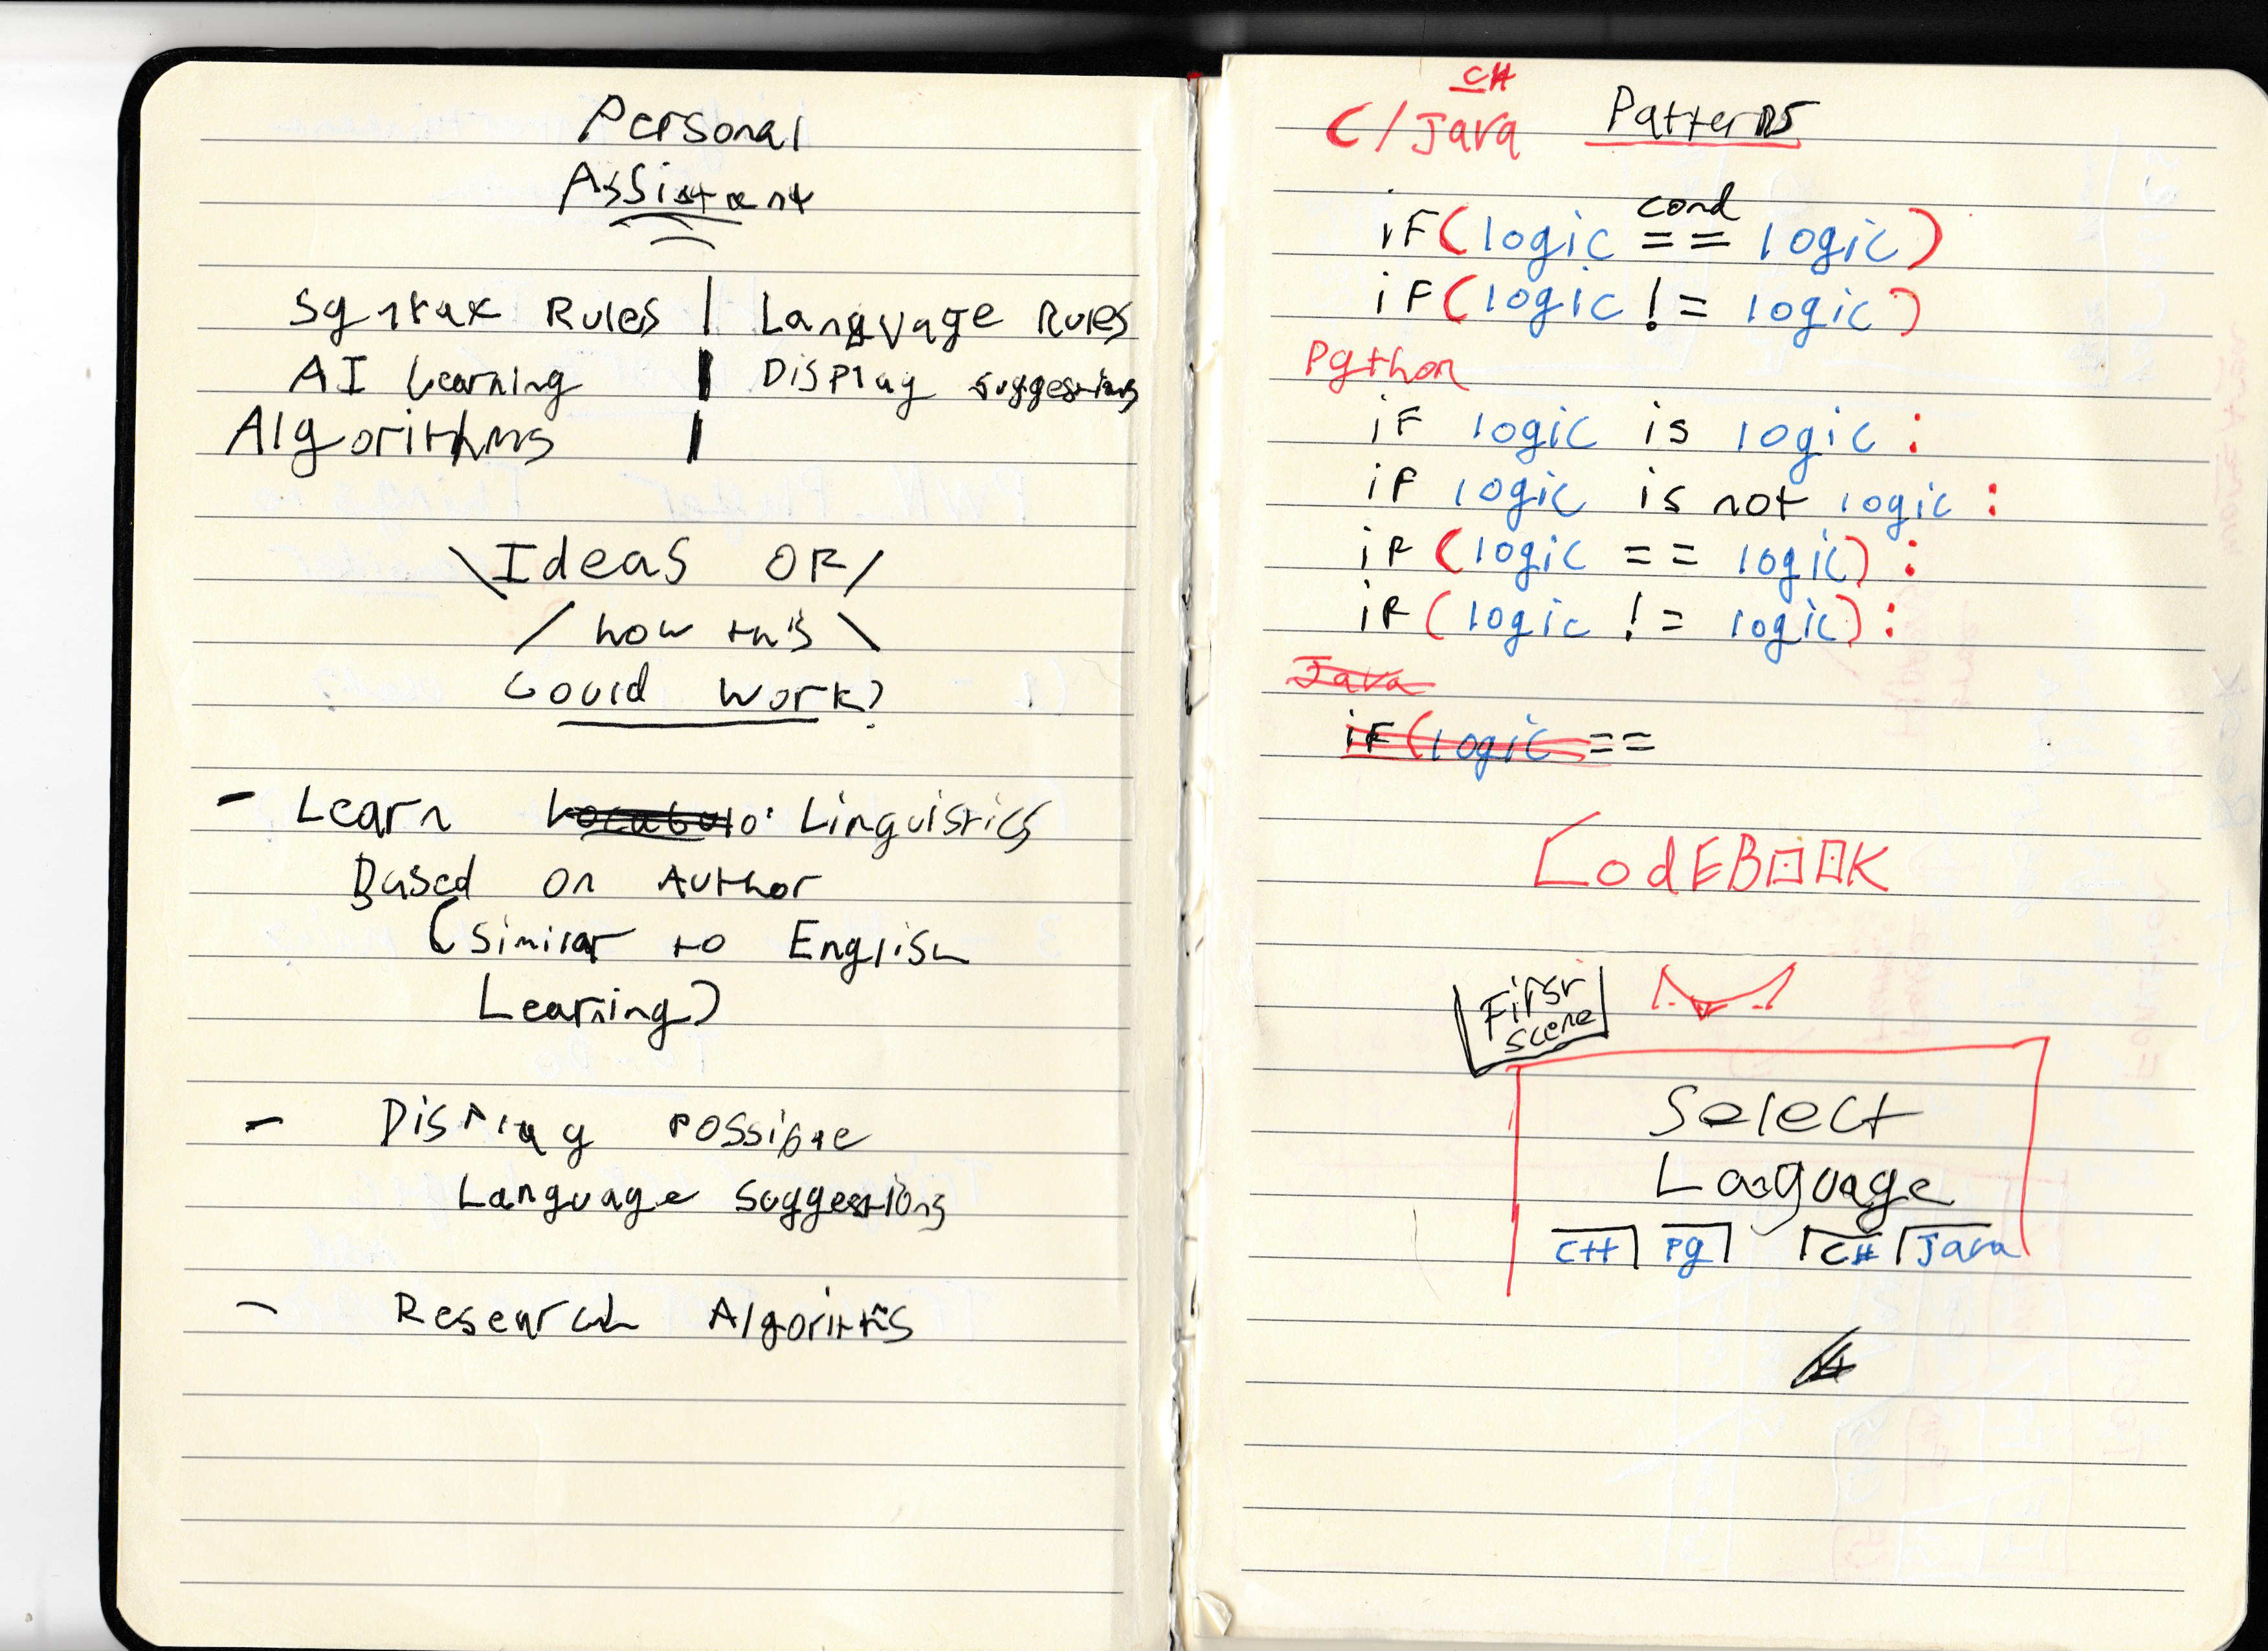 Personal
Assistant
Syntax Rules | Language Rules
AI Learning | Display suggestions
Algorithms |
\Ideas OF/
/how this\
Could work?
- Learn Linguistics
Based on Author
(similar to English
Learning)
- Display possible
Language suggestions
- Research Algorithms
C#
C/Java Patterns
cond
if(logic == logic)
if(logic != logic)
Python
if logic is logic:
if logic is not logic:
if (logic == logic):
if (logic != logic):
Java
if (logic ==
CodEBOOK
First
scene
Select
Language
C++ Py C# Java